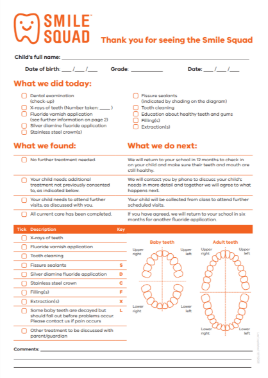 SMILE
SQUAD
Thank you for seeing the Smile Squad
Child's full name:
Date of birth: __/__/__ Grade: Date: __/__/__
What we did today:
Dental examination
(check-up)
X-rays of teeth (Number taken: ____)
Fluoride varnish application
(see further information on page 2)
Silver diamine fluoride application
Stainless steel crown(s)
Fissure sealants
(indicated by shading on the diagram)
Tooth cleaning
Education about healthy teeth and gums
Filling(s)
Extraction(s)
What we found: What we do next:
No further treatment needed
We will return to your school in 12 months to check in
on your child and make sure their teeth and mouth are
still healthy.
Your child needs additional
treatment not previously consented
to, as indicated below
We will contact you by phone to discuss your child's
needs in more detail and together we will agree to what
happens next.
Your child needs to attend further
visits, as discussed with you.
Your child will be collected from class to attend further
scheduled visits.
All current care has been completed.
If you have agreed, we will return to your school in six
months for another fluoride application
Tick Description Key
X-rays of teeth
Fluoride varnish application
Tooth cleaning
Fissure sealants S
Silver diamine fluoride application D
Stainless steel crown C
Filling(s) F
Extraction(s) X
Some baby teeth are decayed but L
should fall out before problems occur
Please contact us if pain occurs
Other treatment to be discussed with
parent/guardian
Baby teeth Adult teeth
Upper right
Upper left
Upper right
Upper left
Lower right
Lower left
Lower right
Lower left
Comments: